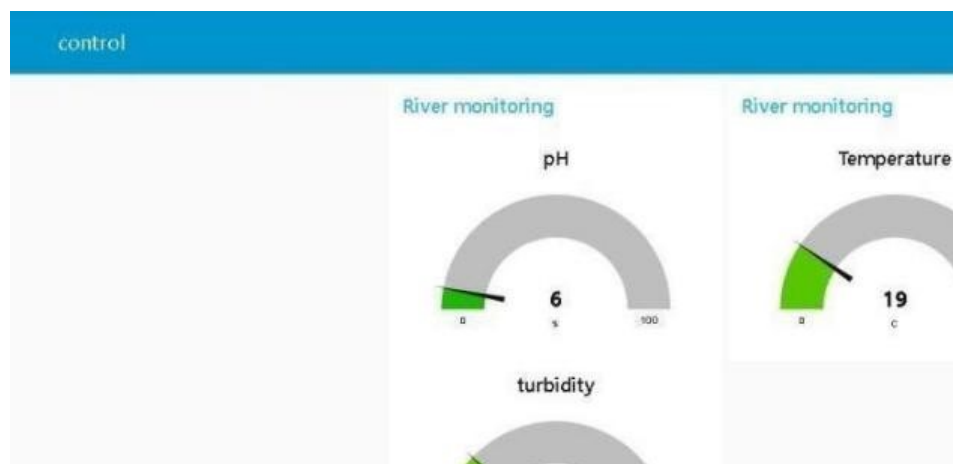 control
River monitoring
pH
6
s
0
100
River monitoring
Temperature
19
c
0
turbidity